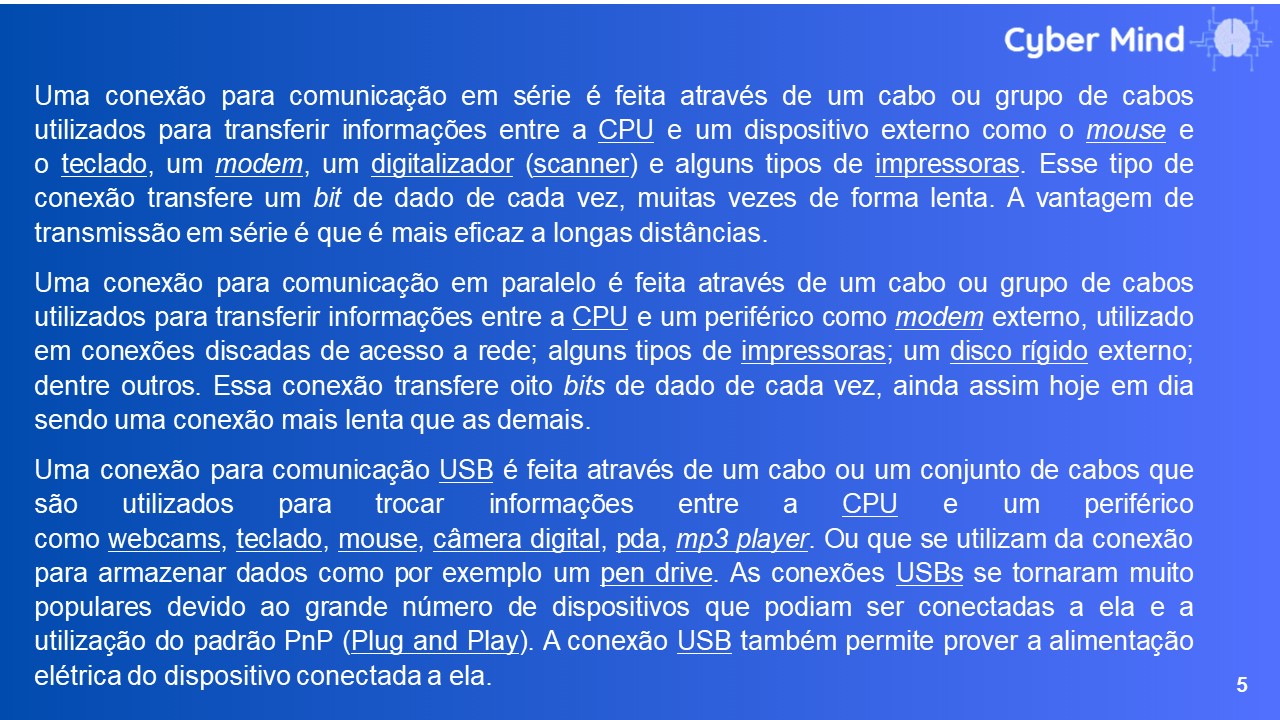 Cyber Mind
Uma conexão para comunicação em série é feita através de um cabo ou grupo de cabos
utilizados para transferir informações entre a CPU e um dispositivo externo como o mouse e
o teclado, um modem, um digitalizador (scanner) e alguns tipos de impressoras. Esse tipo de
conexão transfere um bit de dado de cada vez, muitas vezes de forma lenta. A vantagem de
transmissão em série é que é mais eficaz a longas distâncias.
Uma conexão para comunicação em paralelo é feita através de um cabo ou grupo de cabos
utilizados para transferir informações entre a CPU e um periférico como modem externo, utilizado
em conexões discadas de acesso a rede; alguns tipos de impressoras; um disco rígido externo;
dentre outros. Essa conexão transfere oito bits de dado de cada vez, ainda assim hoje em dia
sendo uma conexão mais lenta que as demais.
Uma conexão para comunicação USB é feita através de um cabo ou um conjunto de cabos que
são utilizados para trocar informações entre a CPU e um periférico
como webcams, teclado, mouse, câmera digital, pda, mp3 player. Ou que se utilizam da conexão
para armazenar dados como por exemplo um pen drive. As conexões USBs se tornaram muito
populares devido ao grande número de dispositivos que podiam ser conectadas a ela e a
utilização do padrão PnP (Plug and Play). A conexão USB também permite prover a alimentação
elétrica do dispositivo conectada a ela.
5